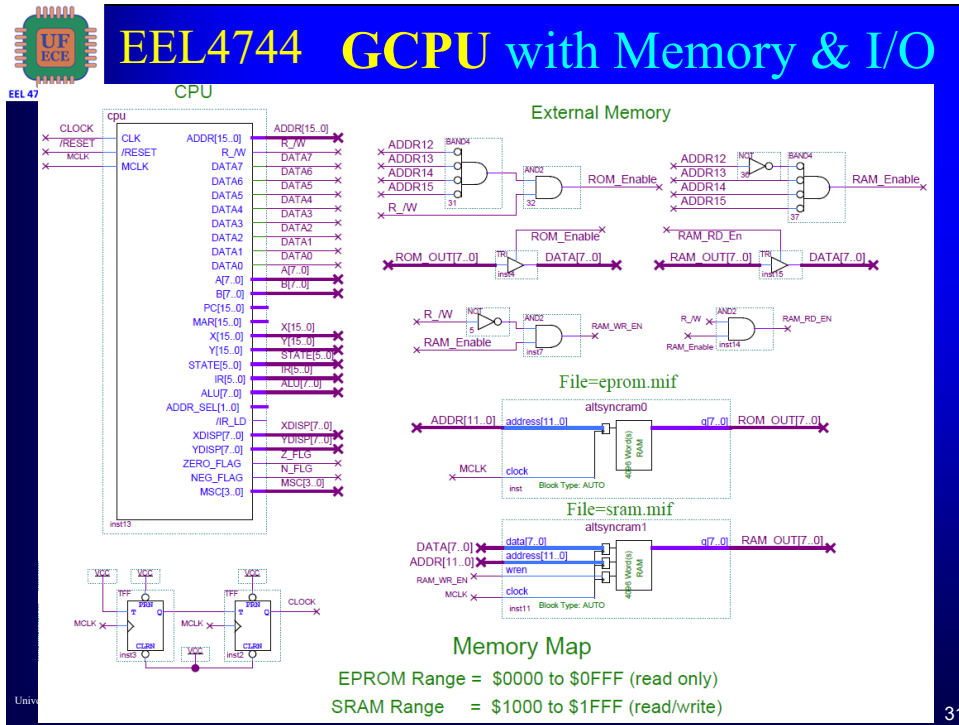 UF
ECE
EEL4744 GCPU with Memory & I/O
EEL 47
CPU
cpu
CLOCK
/RESET
MCLK
CLK
/RESET
MCLK
ADDR[15..0]
R_/W
DATA7
DATA6
DATA5
DATA4
DATA3
DATA2
DATA1
DATA0
A[7..0]
B[7..0]
PC[15..0]
MAR[15..0]
X[15..0]
Y[15..0]
STATE[5..0]
IR[5..0]
ALU[7..0]
ADDR_SEL[1..0]
/IR_LD
XDISP[7..0]
YDISP[7..0]
ZERO_FLAG
NEG_FLAG
MSC[3..0]
inst13
ADDR[15..0]
R_/W
DATA7
DATA6
DATA5
DATA4
DATA3
DATA2
DATA1
DATA0
A[7..0]
B[7..0]
X[15..0]
Y[15..0]
STATE[5..0]
IR[5..0]
ALU[7..0]
XDISP[7..0]
YDISP[7..0]
Z_FLG
N_FLG
MSC[3..0]
External Memory
ADDR12
ADDR13
ADDR14
ADDR15
R_/W
BAND4
31
AND2
32
ROM_Enable
ADDR12
ADDR13
ADDR14
ADDR15
NOT
36
BAND4
37
RAM_Enable
ROM_Enable
ROM_OUT[7..0]
TRI
inst4
DATA[7..0]
RAM_RD_En
RAM_OUT[7..0]
TRI
inst15
DATA[7..0]
R_/W
NOT
5
RAM_Enable
AND2
inst7
RAM_WR_EN
R_/W
RAM_Enable
AND2
inst14
RAM_RD_EN
File=eprom.mif
altsyncram0
ADDR[11..0]
address[11..0]
4096 Word(s)
RAM
q[7..0]
ROM_OUT[7..0]
MCLK
clock
inst
Block Type: AUTO
File=sram.mif
altsyncram1
DATA[7..0]
ADDR[11..0]
RAM_WR_EN
MCLK
data[7..0]
address[11..0]
wren
clock
4096 Word(s)
RAM
q[7..0]
RAM_OUT[7..0]
inst11
Block Type: AUTO
VCC
VCC
VCC
TFF
PRN
T
Q
CLRN
inst3
MCLK
TFF
PRN
T
Q
CLRN
inst2
MCLK
VCC
CLOCK
Memory Map
EPROM Range = $0000 to $0FFF (read only)
SRAM Range = $1000 to $1FFF (read/write)
Unive
31